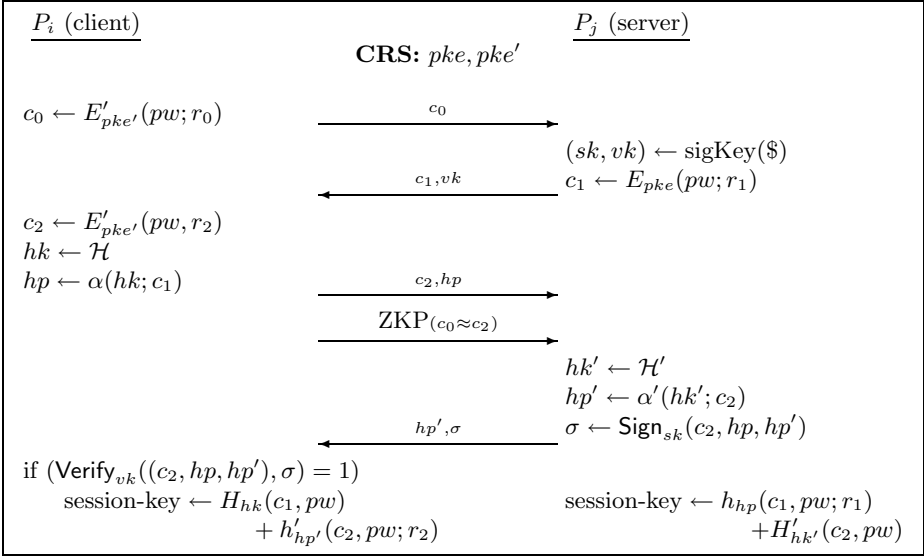 P_i (client) P_j (server)
CRS: pke, pke′
c_0 ← E′_{pke′}(pw; r_0) c_0
(sk, vk) ← sigKey($)
c_1, vk c_1 ← E_{pke}(pw; r_1)
c_2 ← E′_{pke′}(pw, r_2)
hk ← ℋ
hp ← α(hk; c_1) c_2, hp
ZKP(c_0≈c_2)
hk′ ← ℋ′
hp′ ← α′(hk′; c_2)
hp′, σ σ ← Sign_{sk}(c_2, hp, hp′)
if (Verify_{vk}((c_2, hp, hp′), σ) = 1)
session-key ← H_{hk}(c_1, pw) session-key ← h_{hp}(c_1, pw; r_1)
+ h′_{hp′}(c_2, pw; r_2) +H′_{hk′}(c_2, pw)